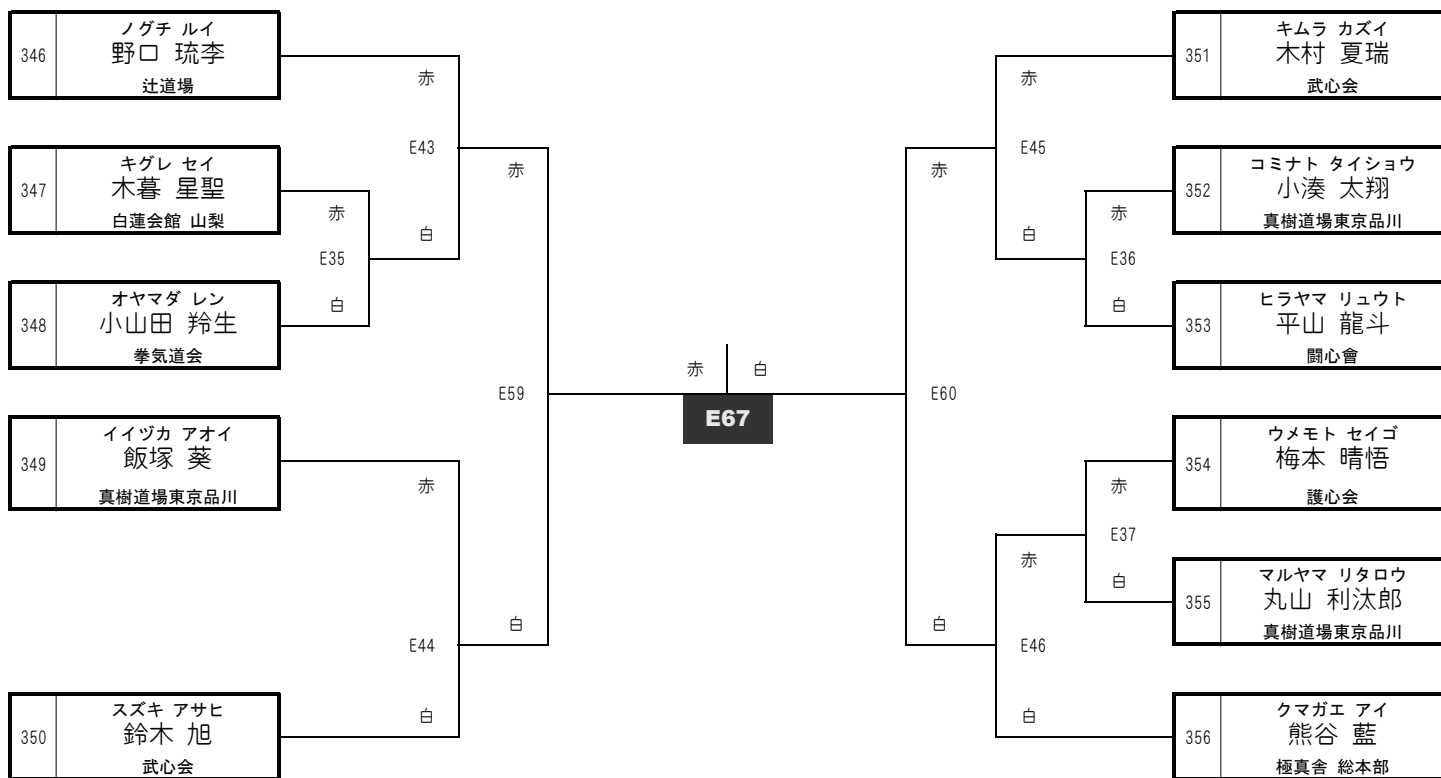 ノグチ ルイ
346
野口 琉李
辻道場
赤
E43
キグレ セイ
347
木暮 星聖
白蓮会館 山梨
赤
E35
白
白
オヤマダ レン
348
小山田 羚生
拳気道会
赤
E59
イイヅカ アオイ
349
飯塚 葵
真樹道場東京品川
赤
E44
白
スズキ アサヒ
350
鈴木 旭
武心会
白
赤 白
E67
キムラ カズイ
351
木村 夏瑞
武心会
赤
E45
コミナト タイショウ
352
小湊 太翔
真樹道場東京品川
赤
E36
白
白
ヒラヤマ リュウト
353
平山 龍斗
闘心會
赤
E60
ウメモト セイゴ
354
梅本 晴悟
護心会
赤
E37
白
マルヤマ リタロウ
355
丸山 利汰郎
真樹道場東京品川
赤
E46
白
白
クマガエ アイ
356
熊谷 藍
極真舎 総本部